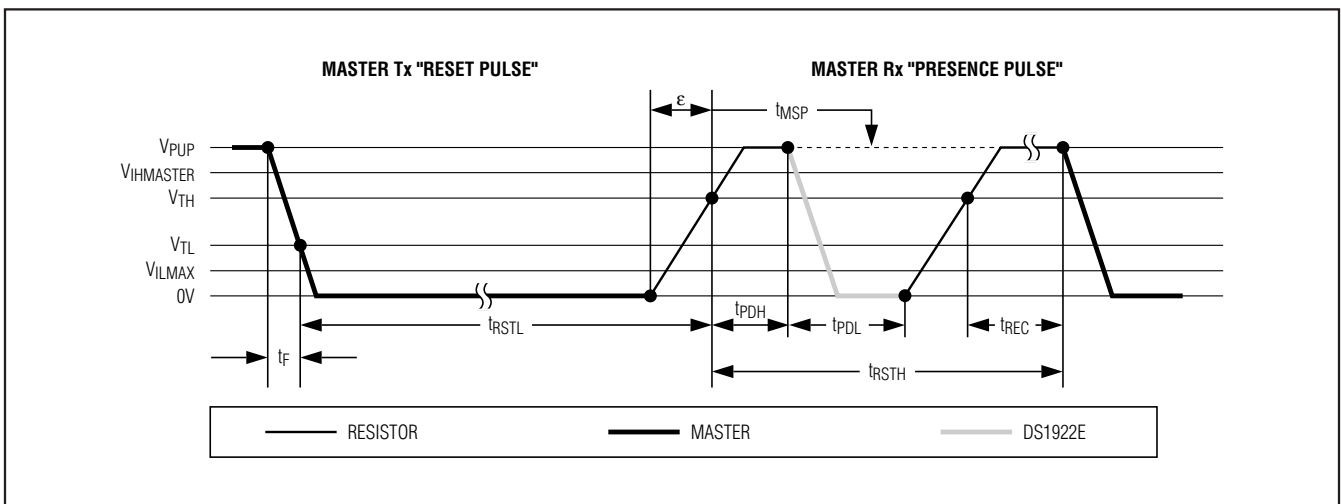 MASTER Tx "RESET PULSE"
MASTER Rx "PRESENCE PULSE"
ε
tMSP
VPUP
VIHMASTER
VTH
VTL
VILMAX
0V
tRSTL
tPDH
tPDL
tREC
tF
tRSTH
RESISTOR
MASTER
DS1922E